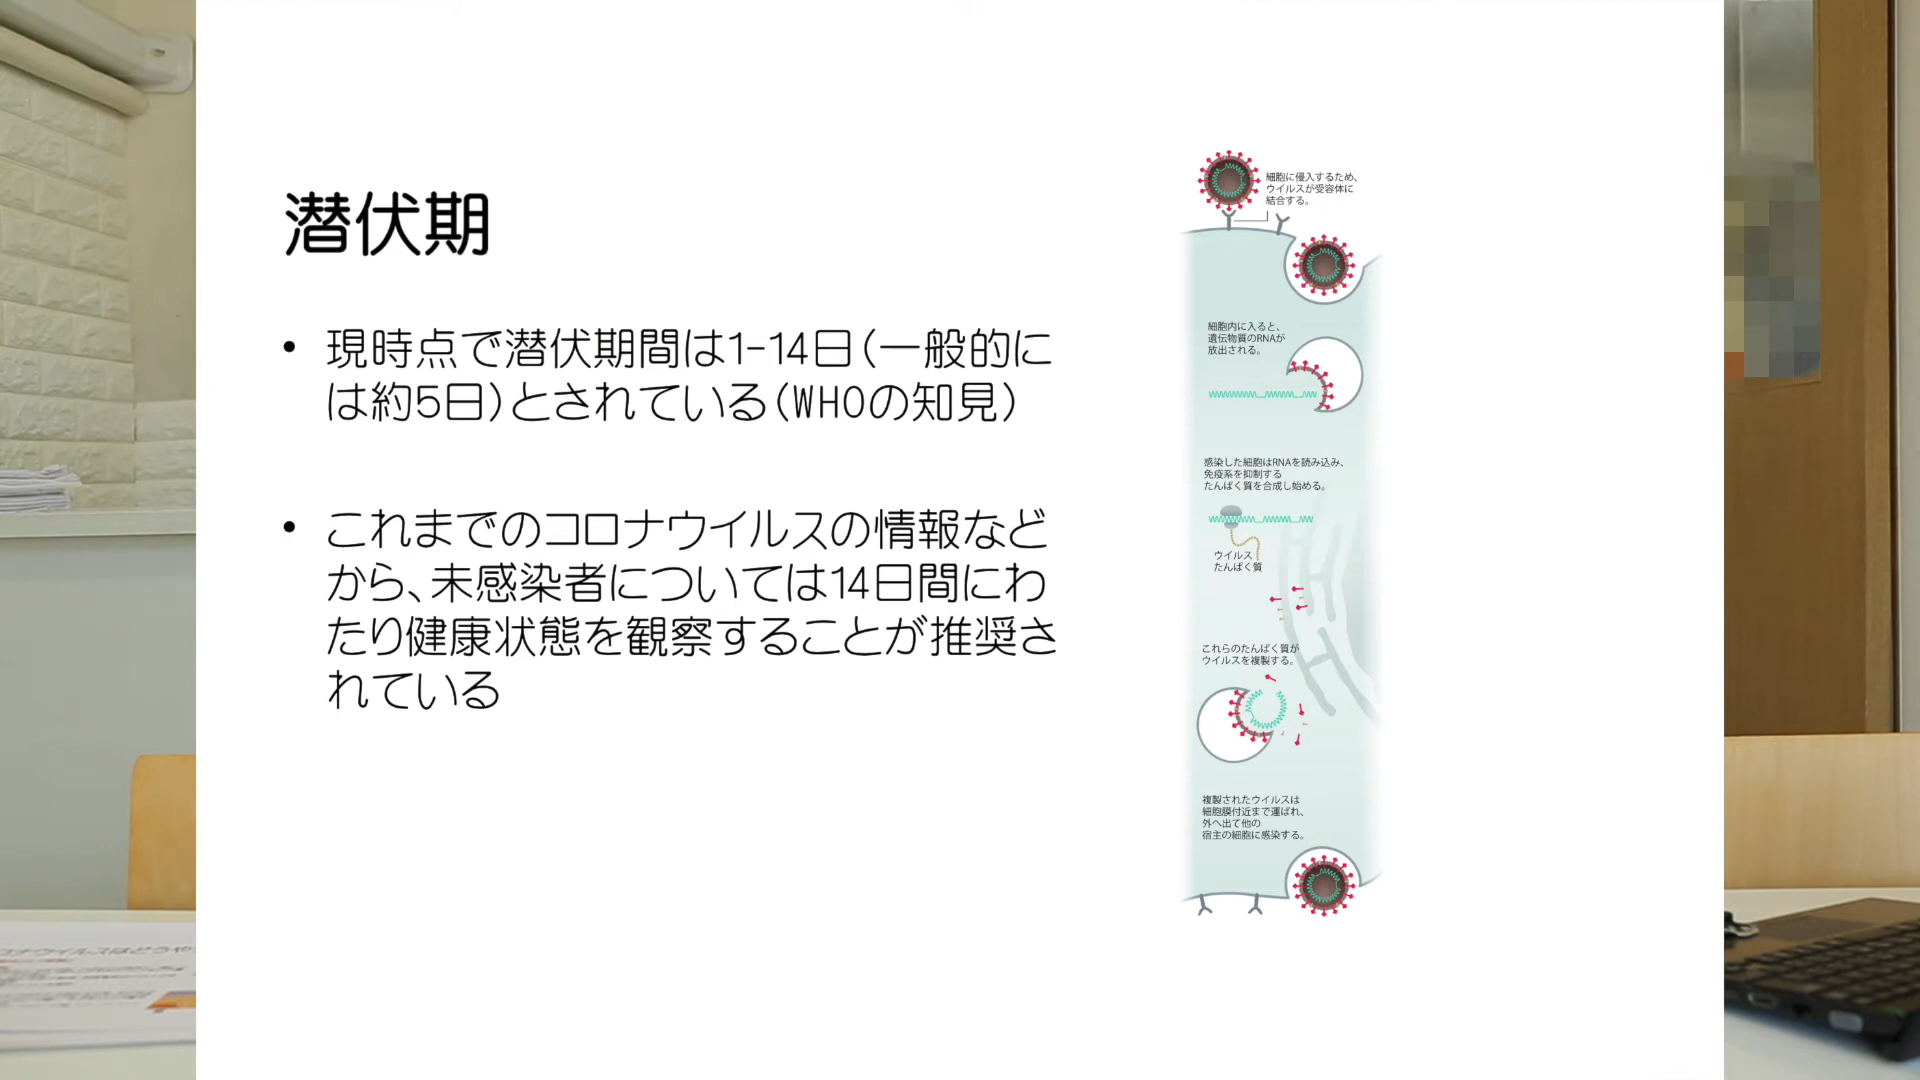 潜伏期
• 現時点で潜伏期間は1-14日(一般的に
は約5日)とされている(WHOの知見)
• これまでのコロナウイルスの情報など
から、未感染者については14日間にわ
たり健康状態を観察することが推奨さ
れている
細胞に侵入するため、
ウイルスが受容体に
結合する。
細胞内に入ると、
遺伝物質のRNAが
放出される。
感染した細胞はRNAを読み込み、
免疫系を抑制する
たんぱく質を合成し始める。
ウイルス
たんぱく質
これらのたんぱく質が
ウイルスを複製する。
複製されたウイルスは
細胞膜付近まで運ばれ、
外へ出て他の
宿主の細胞に感染する。